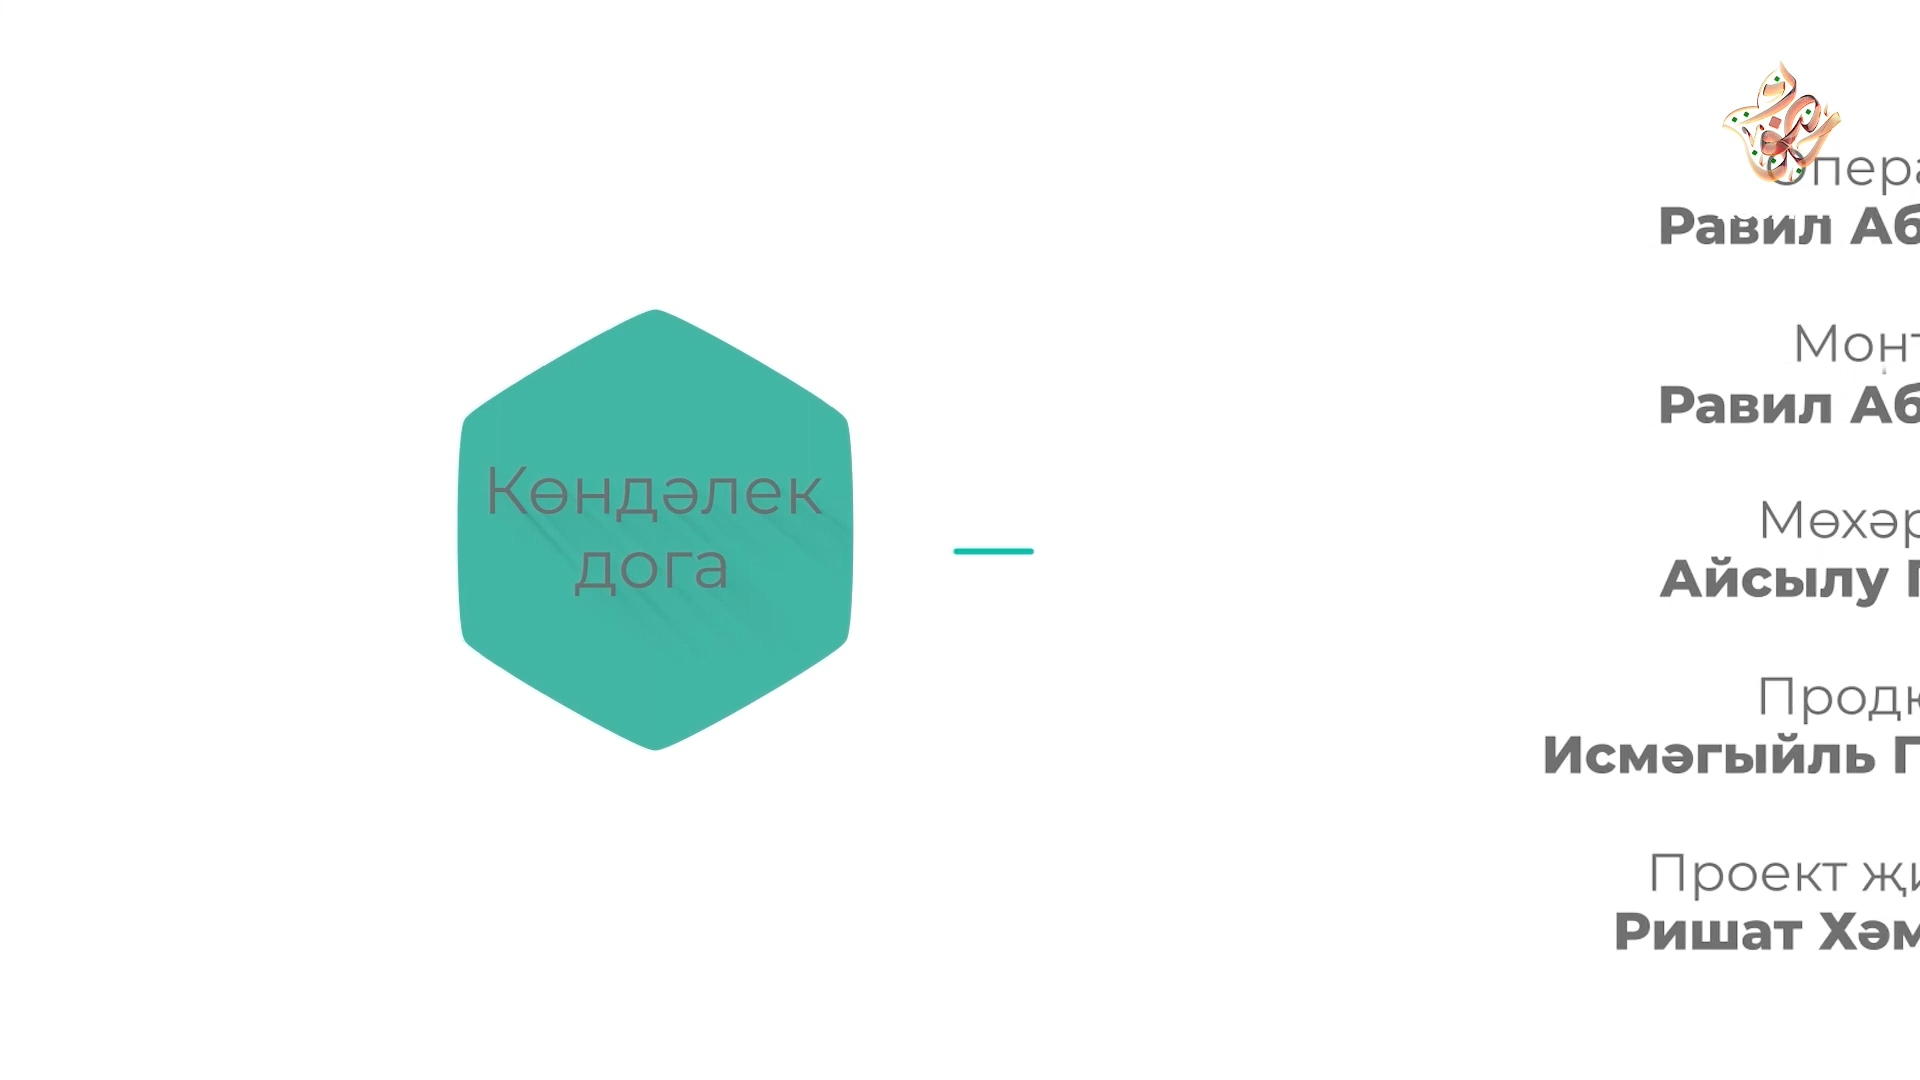 Көндәлек
дога
Опера
Равил Аб
Монт
Равил Аб
Мөхәр
Айсылу
Продю
Исмәгыйль
Проект җи
Ришат Хәм